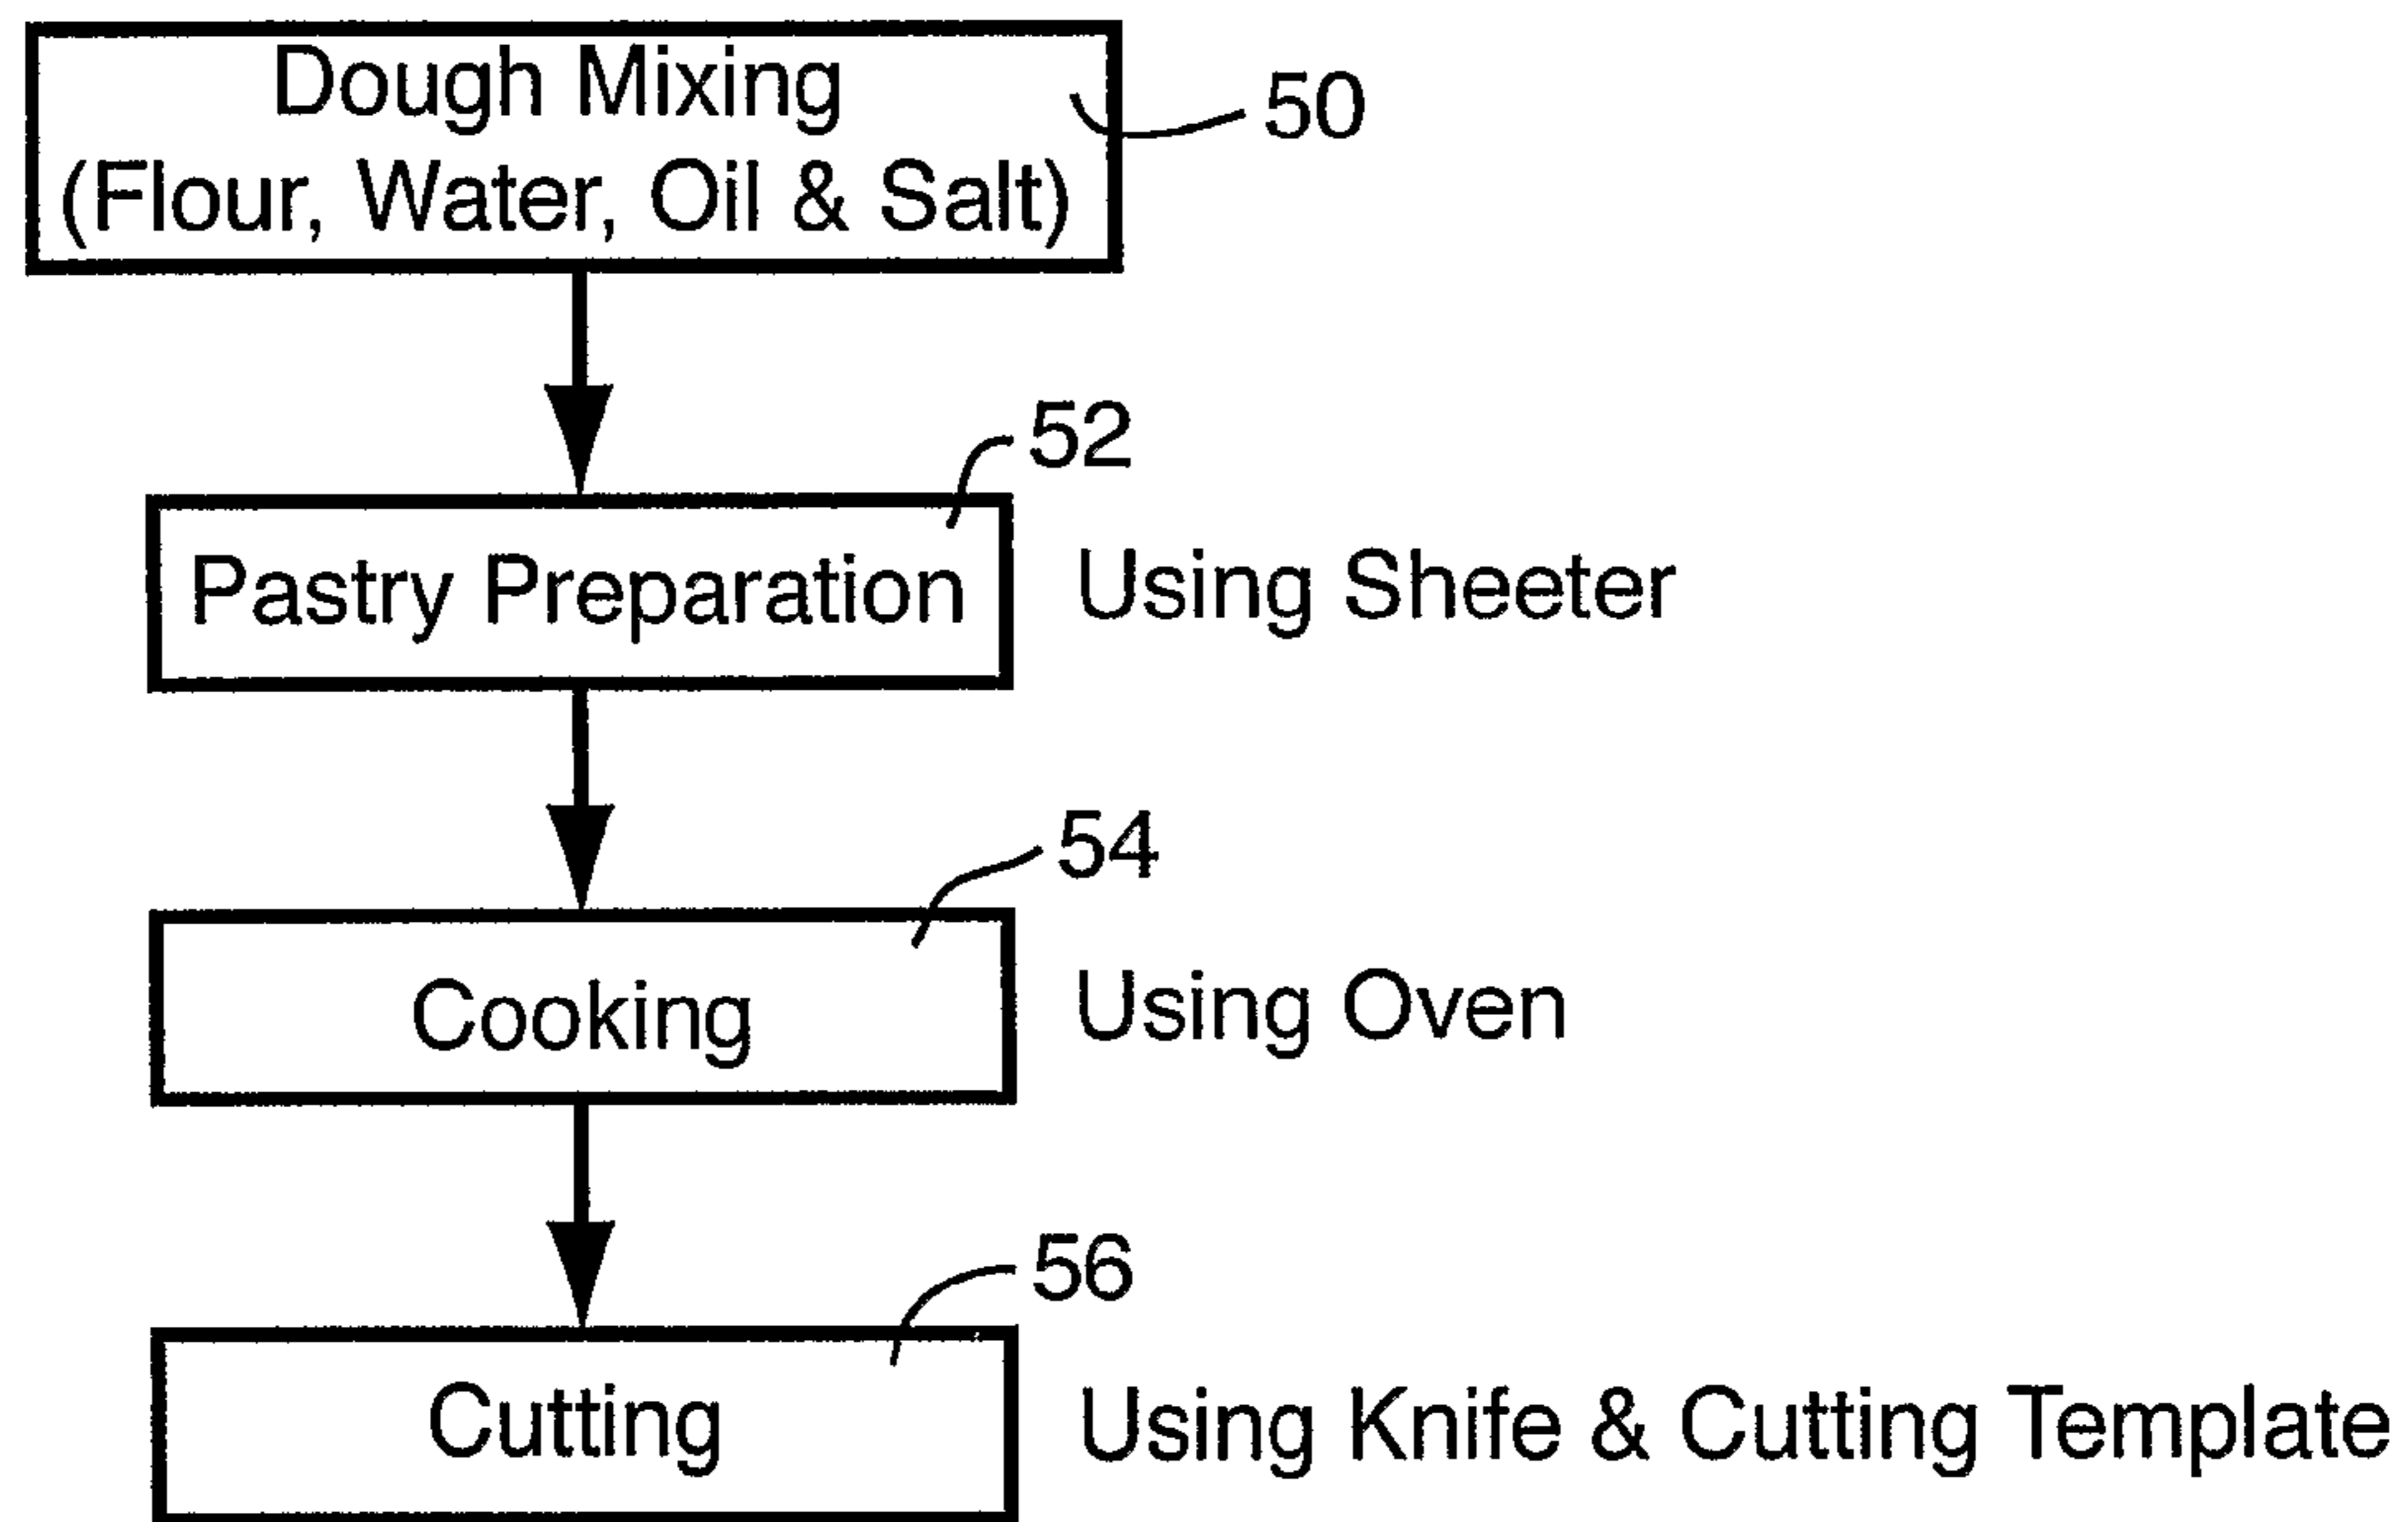 Dough Mixing
(Flour, Water, Oil & Salt)
50
52
Pastry Preparation
Using Sheeter
54
Cooking
Using Oven
56
Cutting
Using Knife & Cutting Template